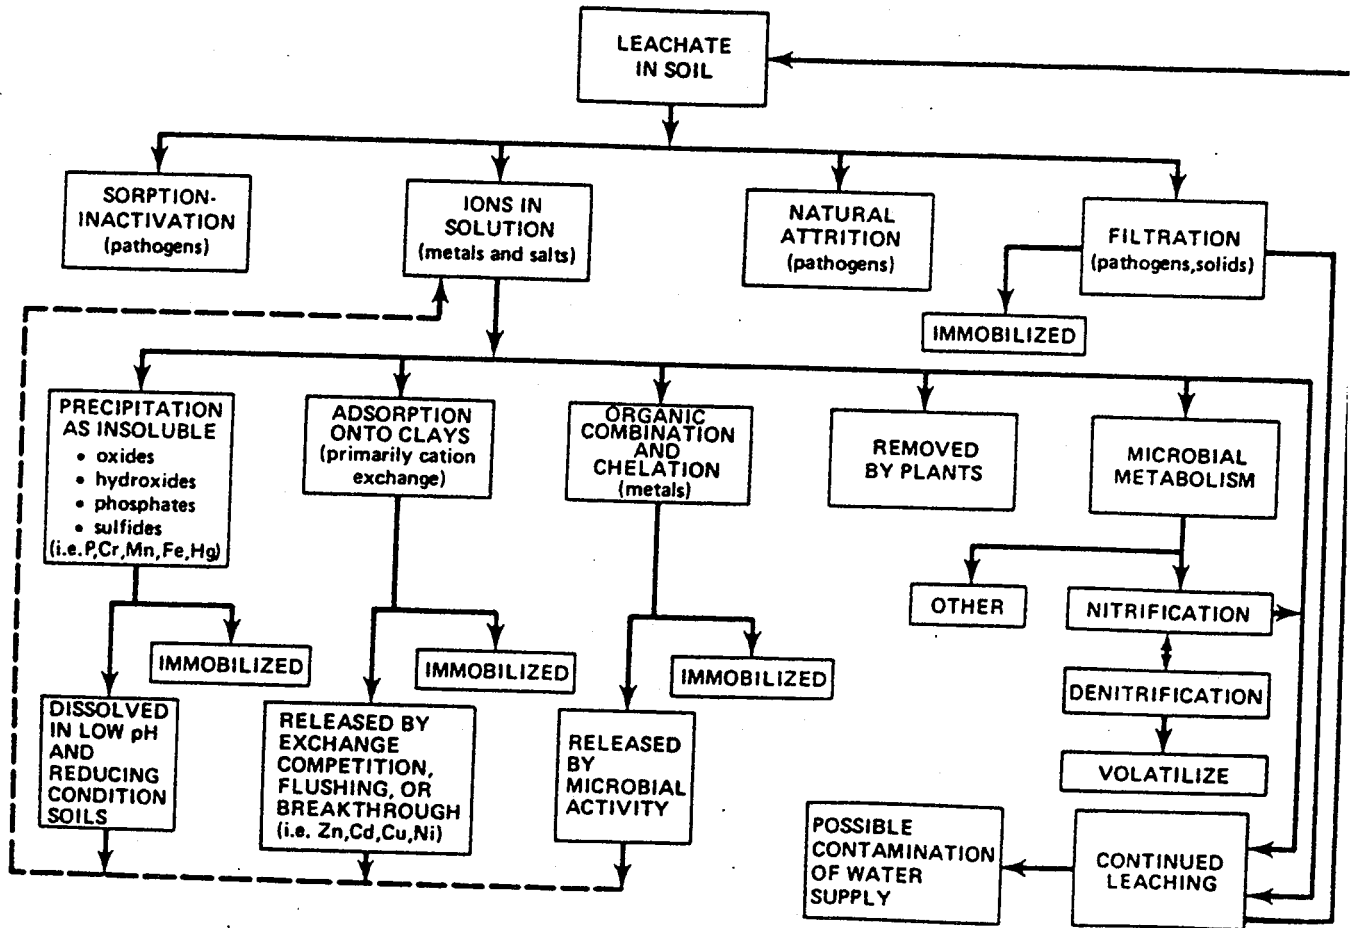 LEACHATE
IN SOIL
SORPTION-
INACTIVATION
(pathogens)
IONS IN
SOLUTION
(metals and salts)
NATURAL
ATTRITION
(pathogens)
FILTRATION
(pathogens,solids)
IMMOBILIZED
PRECIPITATION
AS INSOLUBLE
• oxides
• hydroxides
• phosphates
• sulfides
(i.e.P,Cr,Mn,Fe,Hg)
ADSORPTION
ONTO CLAYS
(primarily cation
exchange)
ORGANIC
COMBINATION
AND
CHELATION
(metals)
REMOVED
BY PLANTS
MICROBIAL
METABOLISM
OTHER
NITRIFICATION
IMMOBILIZED
IMMOBILIZED
IMMOBILIZED
DENITRIFICATION
DISSOLVED
IN LOW pH
AND
REDUCING
CONDITION
SOILS
RELEASED BY
EXCHANGE
COMPETITION,
FLUSHING, OR
BREAKTHROUGH
(i.e. Zn,Cd,Cu,Ni)
RELEASED
BY
MICROBIAL
ACTIVITY
VOLATILIZE
POSSIBLE
CONTAMINATION
OF WATER
SUPPLY
CONTINUED
LEACHING